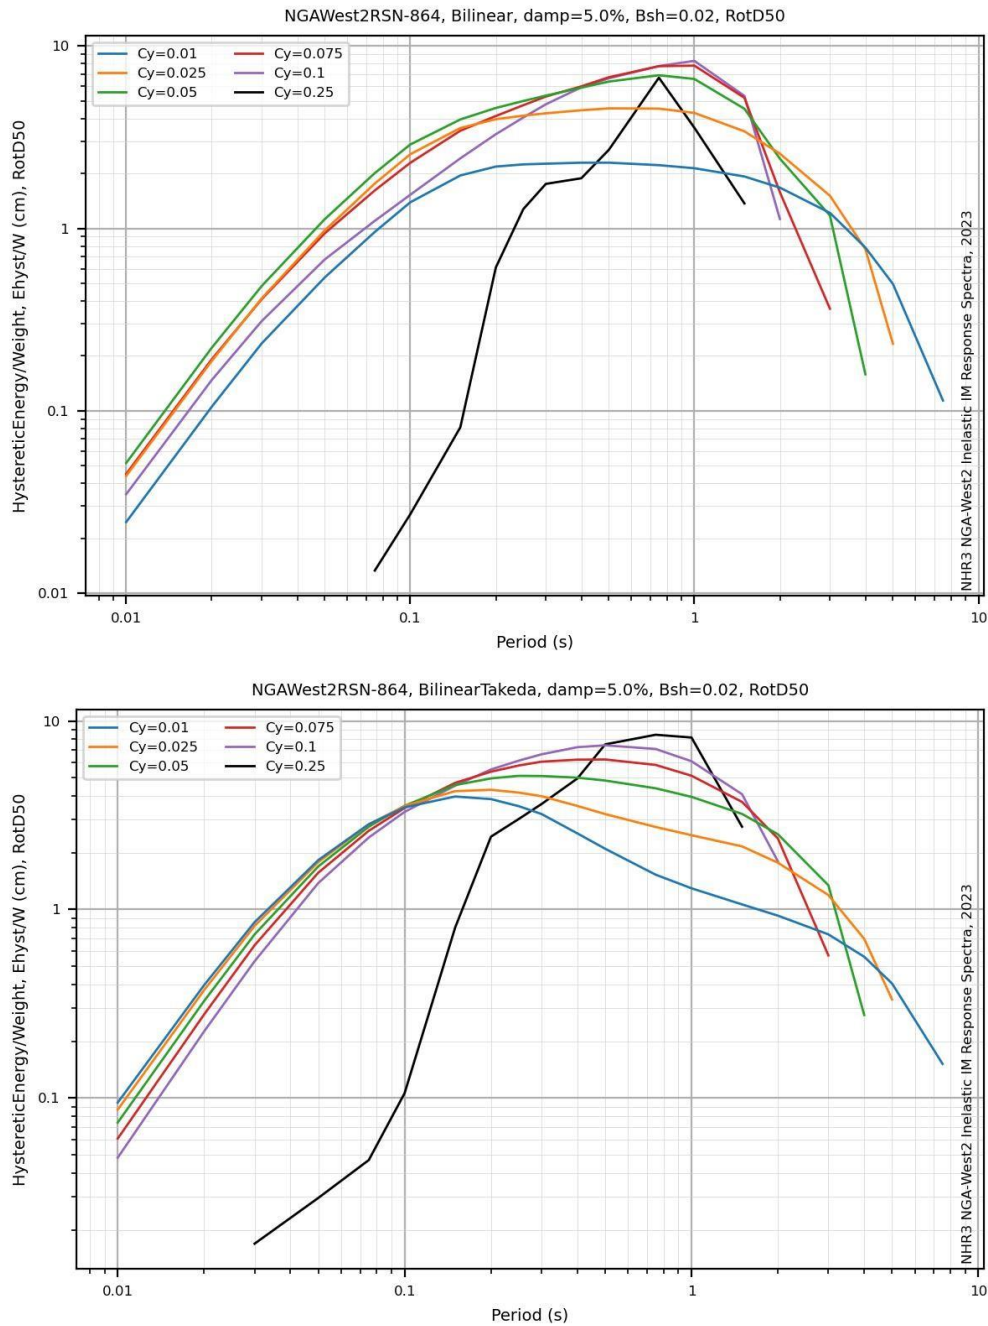 NGAWest2RSN-864, Bilinear, damp=5.0%, Bsh=0.02, RotD50
10
Cy=0.01 Cy=0.075
Cy=0.025 Cy=0.1
Cy=0.05 Cy=0.25
1
0.1
0.01
HystereticEnergy/Weight, Ehyst/W (cm), RotD50
NHR3 NGA-West2 Inelastic IM Response Spectra, 2023
0.01 0.1 1 10
Period (s)
NGAWest2RSN-864, BilinearTakeda, damp=5.0%, Bsh=0.02, RotD50
10
Cy=0.01 Cy=0.075
Cy=0.025 Cy=0.1
Cy=0.05 Cy=0.25
1
0.1
HystereticEnergy/Weight, Ehyst/W (cm), RotD50
NHR3 NGA-West2 Inelastic IM Response Spectra, 2023
0.01 0.1 1 10
Period (s)